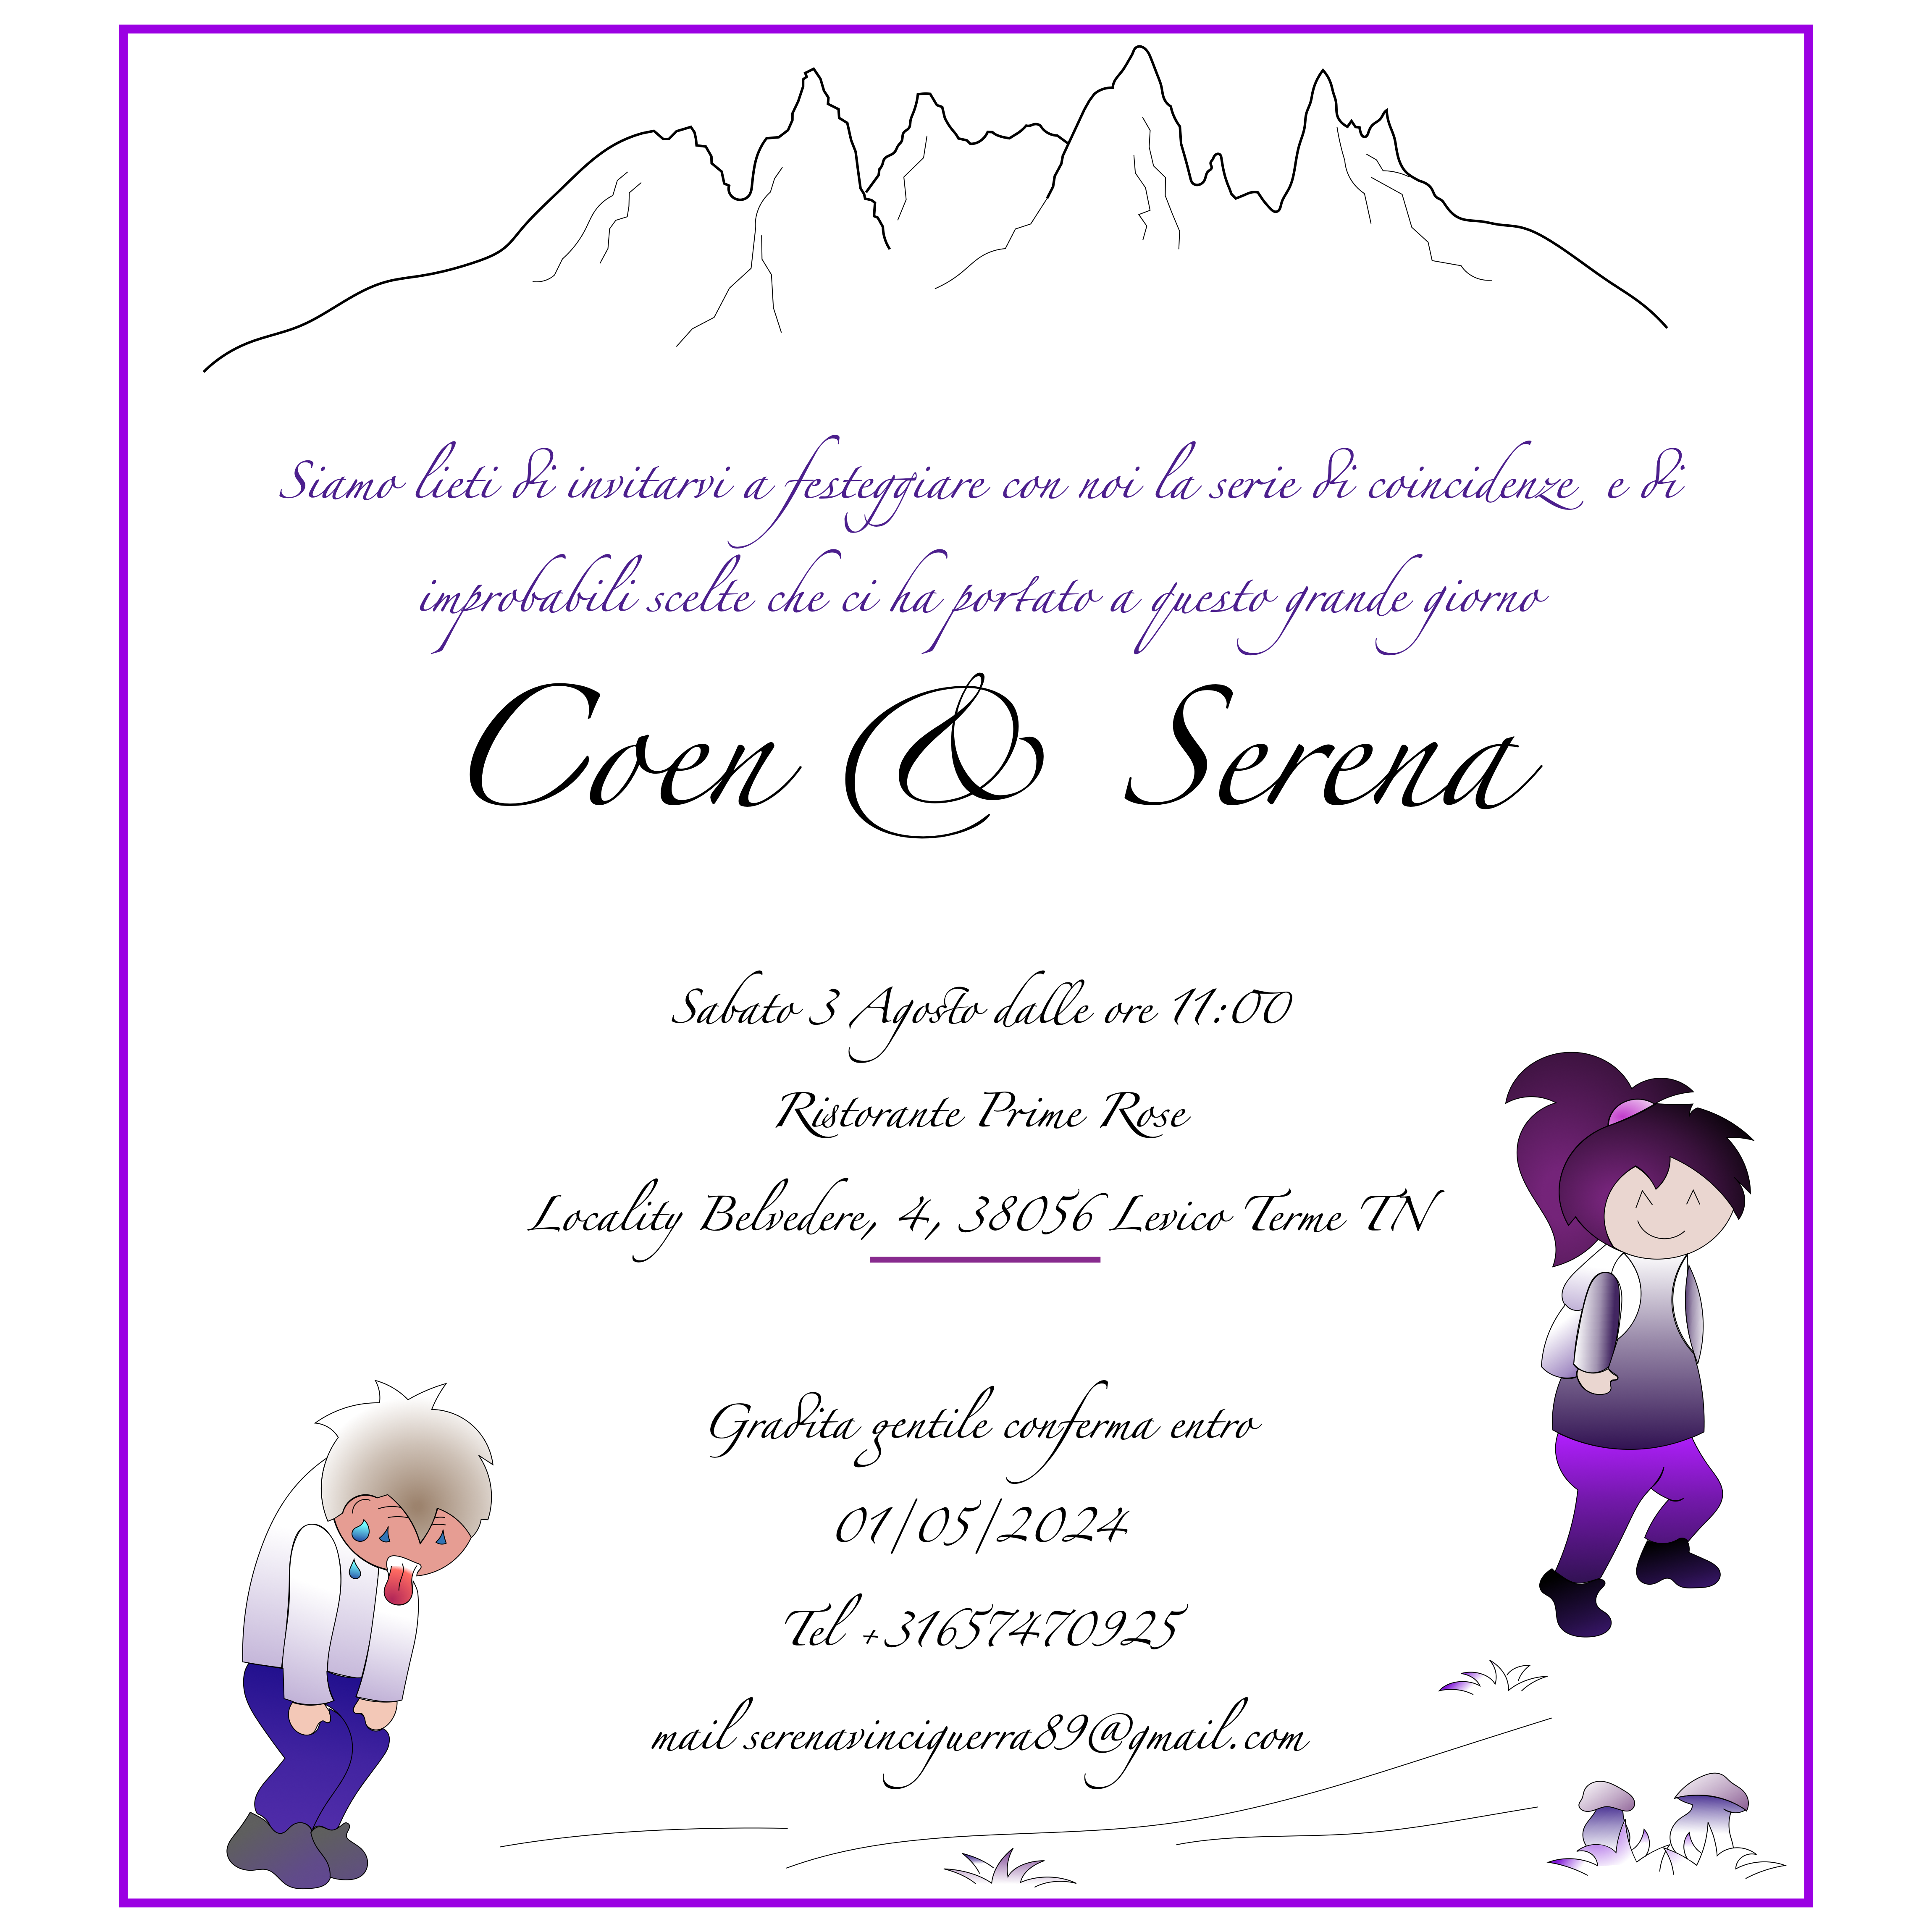 Siamo lieti di invitarvi a festeggiare con noi la serie di coincidenze e di
improbabili scelte che ci ha portato a questo grande giorno
Coen & Serena
Sabato 3 Agosto dalle ore 11:00
Ristorante Prime Rose
Locality Belvedere, 4, 38056 Levico Terme TN
Gradita gentile conferma entro
01/05/2024
Tel +31657470925
mail serenavinciguerra89@gmail.com